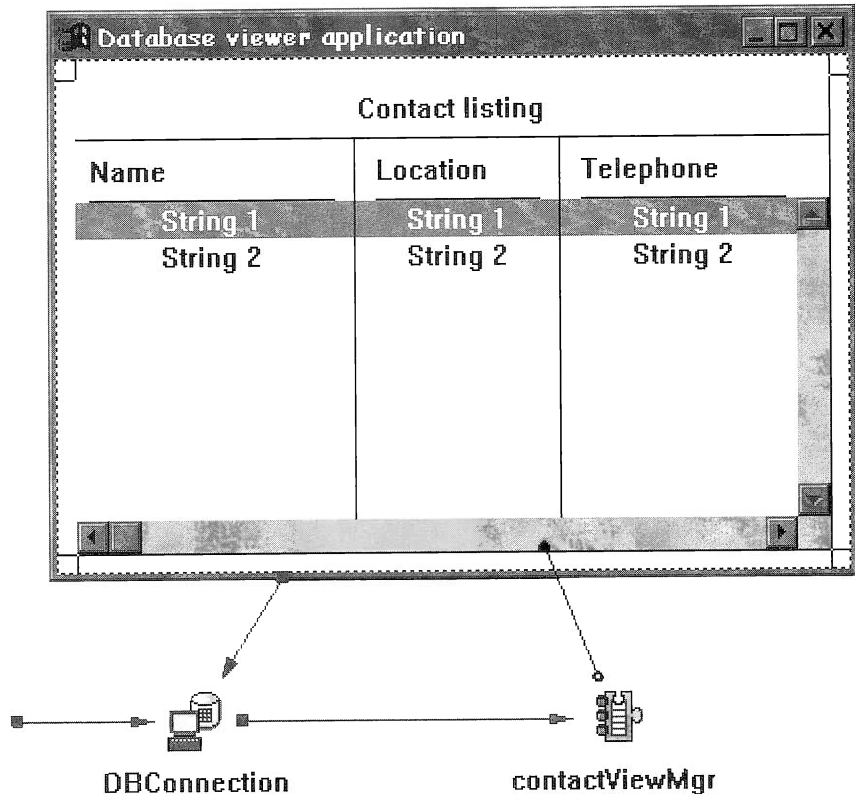 Database viewer application
Contact listing
Name Location Telephone
String 1 String 1 String 1
String 2 String 2 String 2
DBConnection contactViewMgr